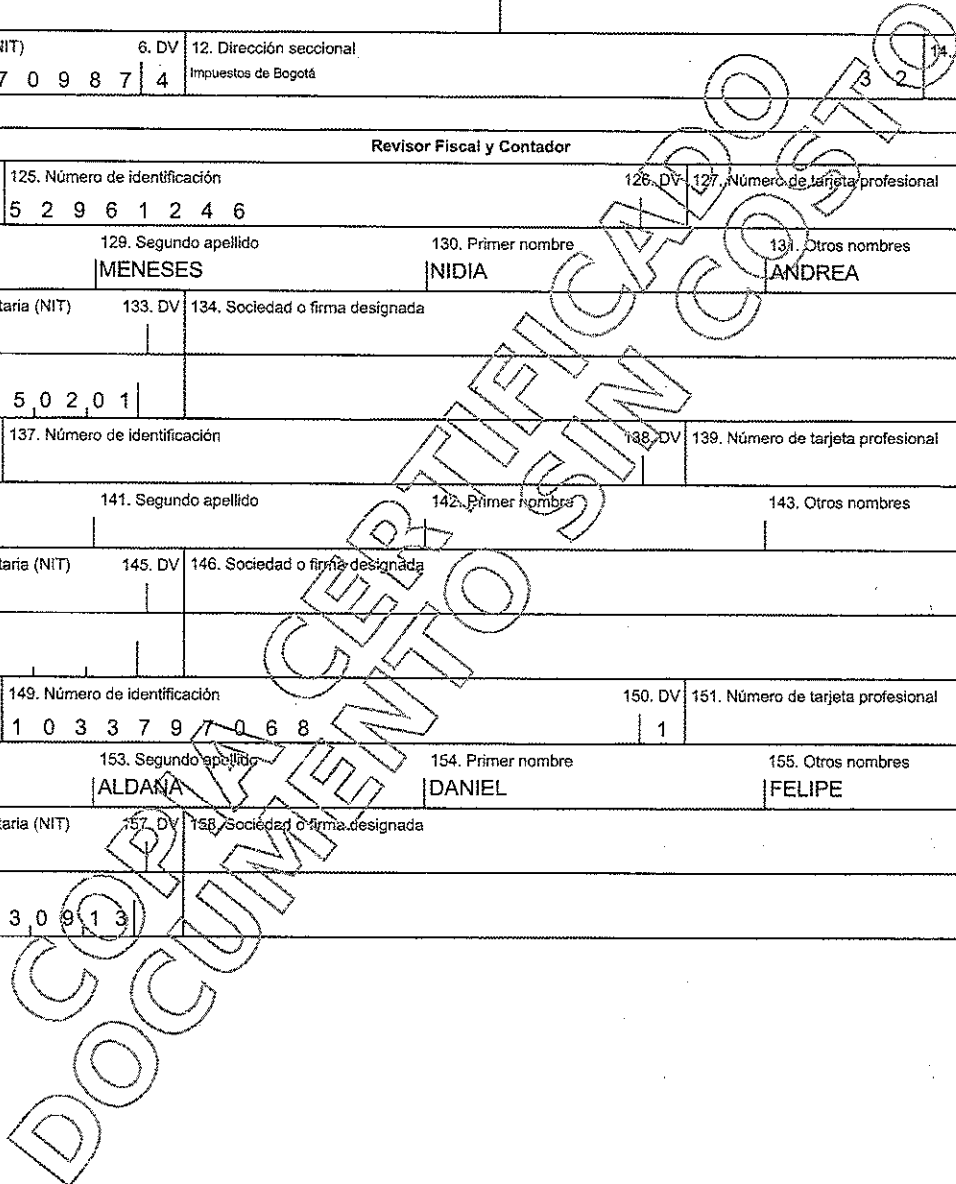 NIT) 6. DV 12. Dirección seccional 14.
7 0 9 8 7 4 Impuestos de Bogotá 3 2
Revisor Fiscal y Contador
125. Número de identificación 126. DV 127. Número de tarjeta profesional
5 2 9 6 1 2 4 6
129. Segundo apellido 130. Primer nombre 131. Otros nombres
MENESES NIDIA ANDREA
taria (NIT) 133. DV 134. Sociedad o firma designada
5 0 2 0 1
137. Número de identificación 138. DV 139. Número de tarjeta profesional
141. Segundo apellido 142. Primer nombre 143. Otros nombres
taria (NIT) 145. DV 146. Sociedad o firma designada
149. Número de identificación 150. DV 151. Número de tarjeta profesional
1 0 3 3 7 9 7 0 6 8 1
153. Segundo apellido 154. Primer nombre 155. Otros nombres
ALDANA DANIEL FELIPE
taria (NIT) 157. DV 158. Sociedad o firma designada
3 0 9 1 3
COPIA CERTIFICADO
DOCUMENTO SIN COSTO